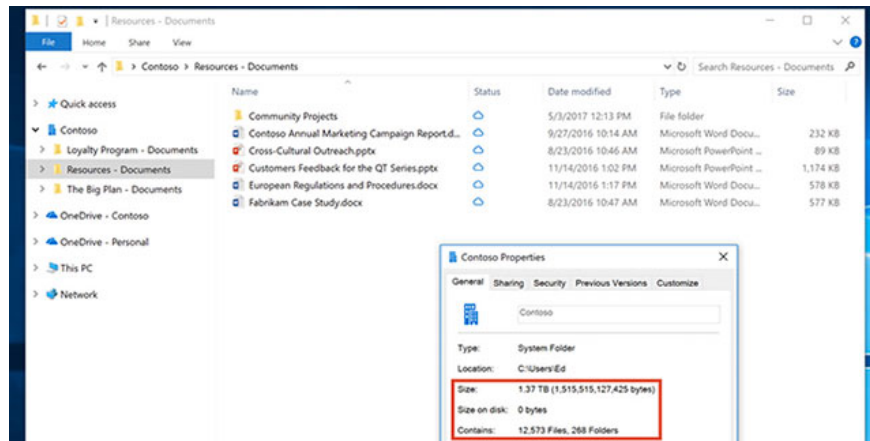 Resources - Documents
File Home Share View
Contoso > Resources - Documents
Search Resources - Documents
Name Status Date modified Type Size
Quick access
Contoso
Loyalty Program - Documents
Resources - Documents
The Big Plan - Documents
OneDrive - Contoso
OneDrive - Personal
This PC
Network
Community Projects 5/3/2017 12:13 PM File folder
Contoso Annual Marketing Campaign Report.d... 9/27/2016 10:14 AM Microsoft Word Docu... 232 KB
Cross-Cultural Outreach.pptx 8/23/2016 10:46 AM Microsoft PowerPoint ... 89 KB
Customers Feedback for the QT Series.pptx 11/14/2016 1:02 PM Microsoft PowerPoint ... 1,174 KB
European Regulations and Procedures.docx 11/14/2016 1:17 PM Microsoft Word Docu... 578 KB
Fabrikam Case Study.docx 8/23/2016 10:47 AM Microsoft Word Docu... 577 KB
Contoso Properties
General Sharing Security Previous Versions Customize
Contoso
Type: System Folder
Location: C:\Users\Ed
Size: 1.37 TB (1,515,515,127,425 bytes)
Size on disk: 0 bytes
Contains: 12,573 Files, 268 Folders